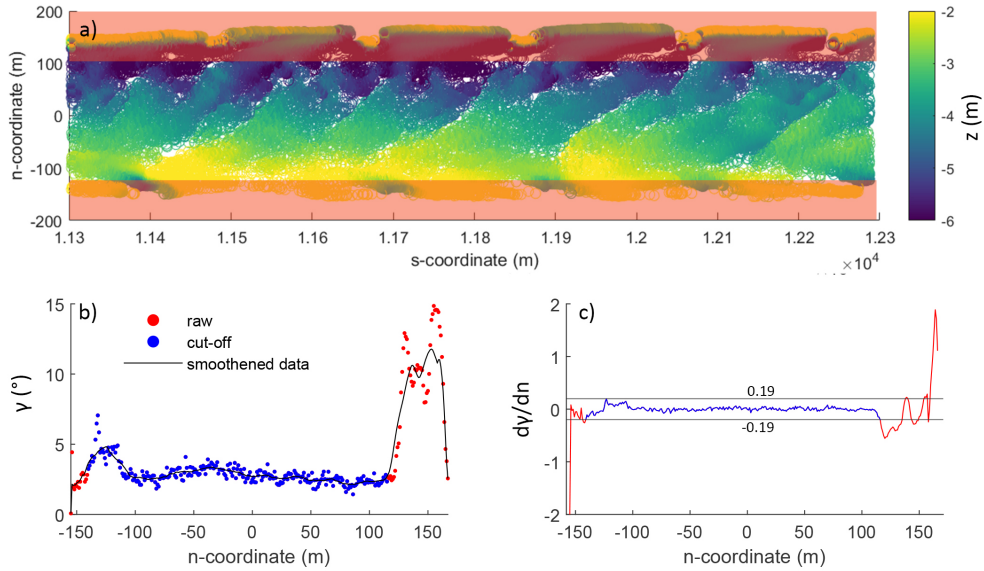 a)
200
100
0
-100
-200
n-coordinate (m)
1.13 1.14 1.15 1.16 1.17 1.18 1.19 1.2 1.21 1.22 1.23
×10⁴
s-coordinate (m)
-2
-3
-4
-5
-6
z (m)
b)
raw
cut-off
smoothened data
15
10
5
0
γ (°)
-150 -100 -50 0 50 100 150
n-coordinate (m)
c)
2
1
0
-1
-2
dγ/dn
0.19
-0.19
-150 -100 -50 0 50 100 150
n-coordinate (m)